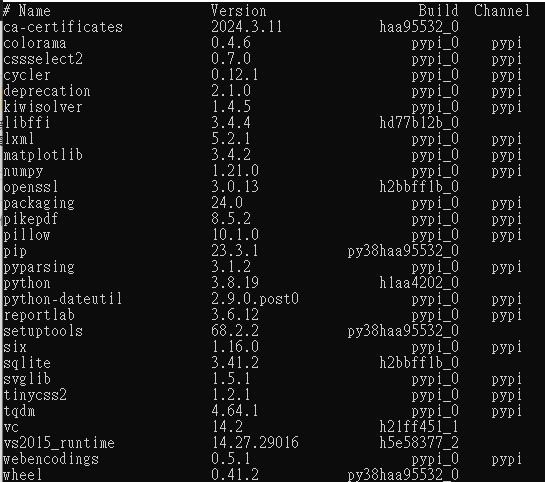 # Name Version Build Channel
ca-certificates 2024.3.11 haa95532_0
colorama 0.4.6 pypi_0 pypi
cssselect2 0.7.0 pypi_0 pypi
cycler 0.12.1 pypi_0 pypi
deprecation 2.1.0 pypi_0 pypi
kiwisolver 1.4.5 pypi_0 pypi
libffi 3.4.4 hd77b12b_0
lxml 5.2.1 pypi_0 pypi
matplotlib 3.4.2 pypi_0 pypi
numpy 1.21.0 pypi_0 pypi
openssl 3.0.13 h2bbff1b_0
packaging 24.0 pypi_0 pypi
pikepdf 8.5.2 pypi_0 pypi
pillow 10.1.0 pypi_0 pypi
pip 23.3.1 py38haa95532_0
pyparsing 3.1.2 pypi_0 pypi
python 3.8.19 h1aa4202_0
python-dateutil 2.9.0.post0 pypi_0 pypi
reportlab 3.6.12 pypi_0 pypi
setuptools 68.2.2 py38haa95532_0
six 1.16.0 pypi_0 pypi
sqlite 3.41.2 h2bbff1b_0
svglib 1.5.1 pypi_0 pypi
tinycss2 1.2.1 pypi_0 pypi
tqdm 4.64.1 pypi_0 pypi
vc 14.2 h21ff451_1
vs2015_runtime 14.27.29016 h5e58377_2
webencodings 0.5.1 pypi_0 pypi
wheel 0.41.2 py38haa95532_0